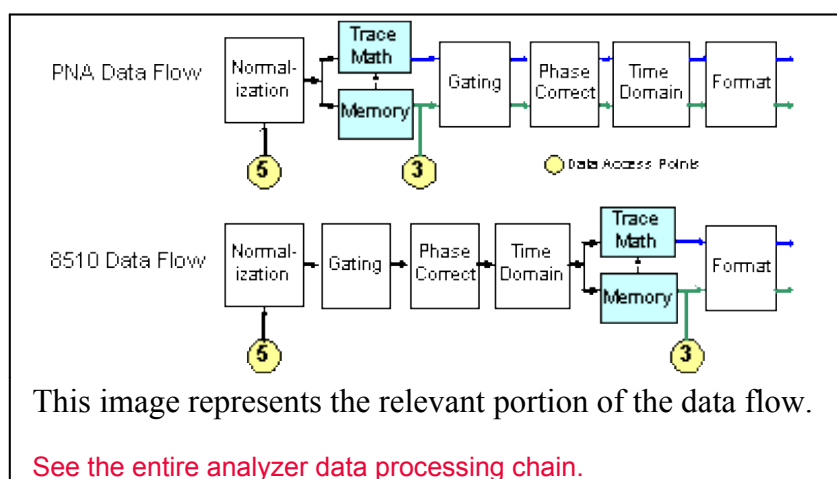 PNA Data Flow
Normal-
ization
Trace
Math
Memory
Gating
Phase
Correct
Time
Domain
Format
5
3
Data Access Points
8510 Data Flow
Normal-
ization
Gating
Phase
Correct
Time
Domain
Trace
Math
Memory
Format
5
3
This image represents the relevant portion of the data flow.
See the entire analyzer data processing chain.